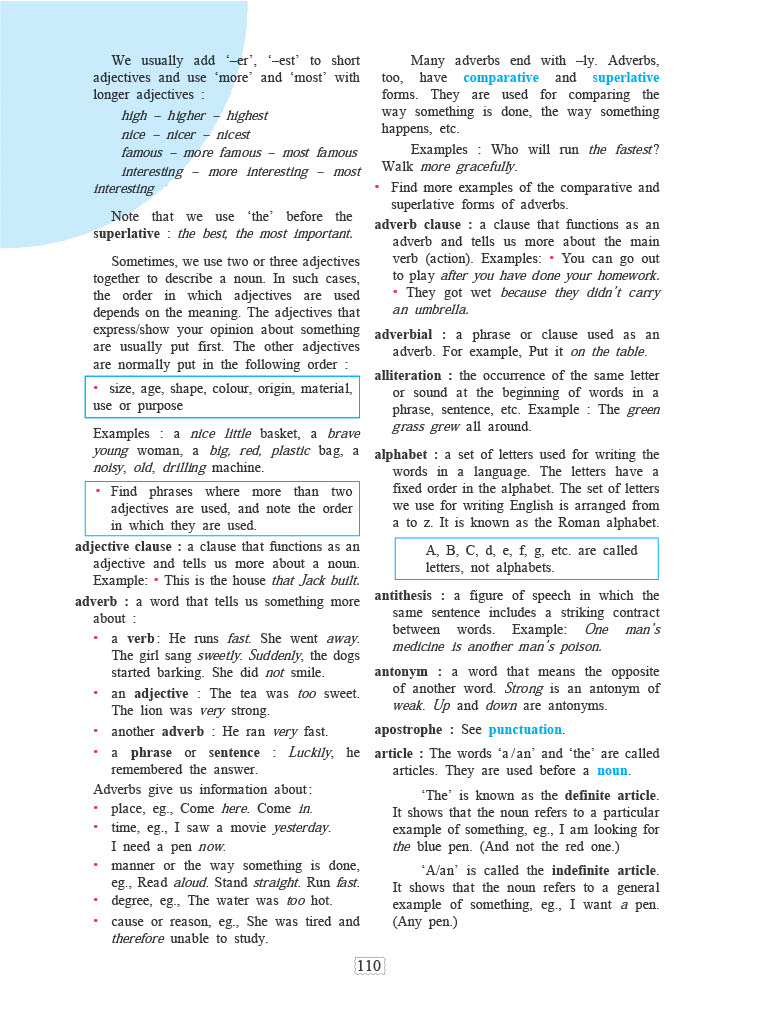 We usually add ‘–er’, ‘–est’ to short
adjectives and use ‘more’ and ‘most’ with
longer adjectives :
high – higher – highest
nice – nicer – nicest
famous – more famous – most famous
interesting – more interesting – most
interesting
Note that we use ‘the’ before the
superlative : the best, the most important.
Sometimes, we use two or three adjectives
together to describe a noun. In such cases,
the order in which adjectives are used
depends on the meaning. The adjectives that
express/show your opinion about something
are usually put first. The other adjectives
are normally put in the following order :
• size, age, shape, colour, origin, material,
use or purpose
Examples : a nice little basket, a brave
young woman, a big, red, plastic bag, a
noisy, old, drilling machine.
• Find phrases where more than two
adjectives are used, and note the order
in which they are used.
adjective clause : a clause that functions as an
adjective and tells us more about a noun.
Example: • This is the house that Jack built.
adverb : a word that tells us something more
about :
• a verb: He runs fast. She went away.
The girl sang sweetly. Suddenly, the dogs
started barking. She did not smile.
• an adjective : The tea was too sweet.
The lion was very strong.
• another adverb : He ran very fast.
• a phrase or sentence : Luckily, he
remembered the answer.
Adverbs give us information about:
• place, eg., Come here. Come in.
• time, eg., I saw a movie yesterday.
I need a pen now.
• manner or the way something is done,
eg., Read aloud. Stand straight. Run fast.
• degree, eg., The water was too hot.
• cause or reason, eg., She was tired and
therefore unable to study.
Many adverbs end with –ly. Adverbs,
too, have comparative and superlative
forms. They are used for comparing the
way something is done, the way something
happens, etc.
Examples : Who will run the fastest?
Walk more gracefully.
• Find more examples of the comparative and
superlative forms of adverbs.
adverb clause : a clause that functions as an
adverb and tells us more about the main
verb (action). Examples: • You can go out
to play after you have done your homework.
• They got wet because they didn’t carry
an umbrella.
adverbial : a phrase or clause used as an
adverb. For example, Put it on the table.
alliteration : the occurrence of the same letter
or sound at the beginning of words in a
phrase, sentence, etc. Example : The green
grass grew all around.
alphabet : a set of letters used for writing the
words in a language. The letters have a
fixed order in the alphabet. The set of letters
we use for writing English is arranged from
a to z. It is known as the Roman alphabet.
A, B, C, d, e, f, g, etc. are called
letters, not alphabets.
antithesis : a figure of speech in which the
same sentence includes a striking contract
between words. Example: One man’s
medicine is another man’s poison.
antonym : a word that means the opposite
of another word. Strong is an antonym of
weak. Up and down are antonyms.
apostrophe : See punctuation.
article : The words ‘a/an’ and ‘the’ are called
articles. They are used before a noun.
‘The’ is known as the definite article.
It shows that the noun refers to a particular
example of something, eg., I am looking for
the blue pen. (And not the red one.)
‘A/an’ is called the indefinite article.
It shows that the noun refers to a general
example of something, eg., I want a pen.
(Any pen.)
110